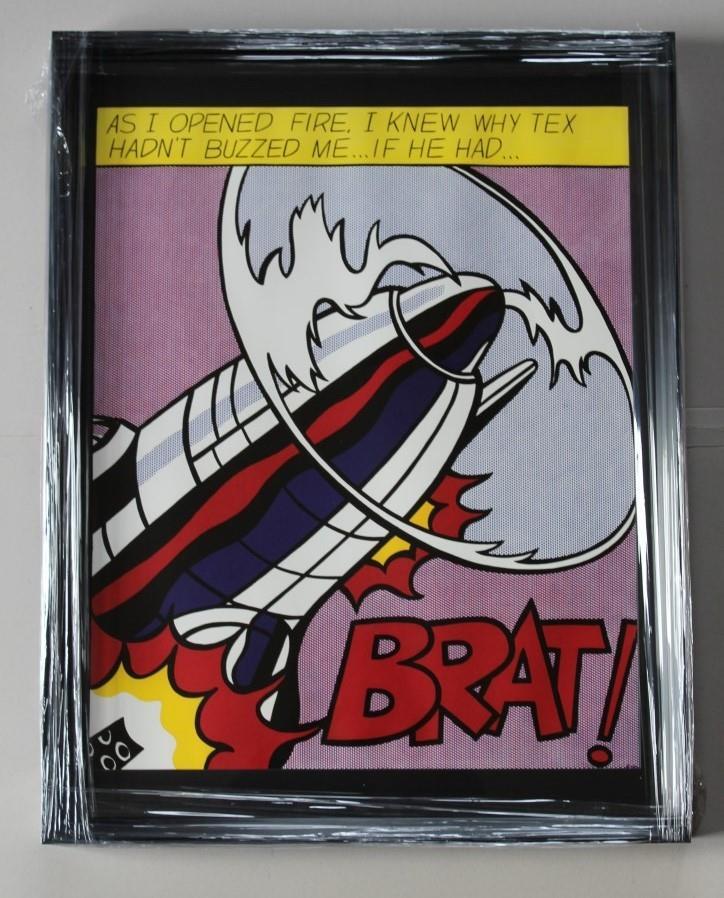 AS I OPENED FIRE, I KNEW WHY TEX
HADN'T BUZZED ME...IF HE HAD...
BRAT!